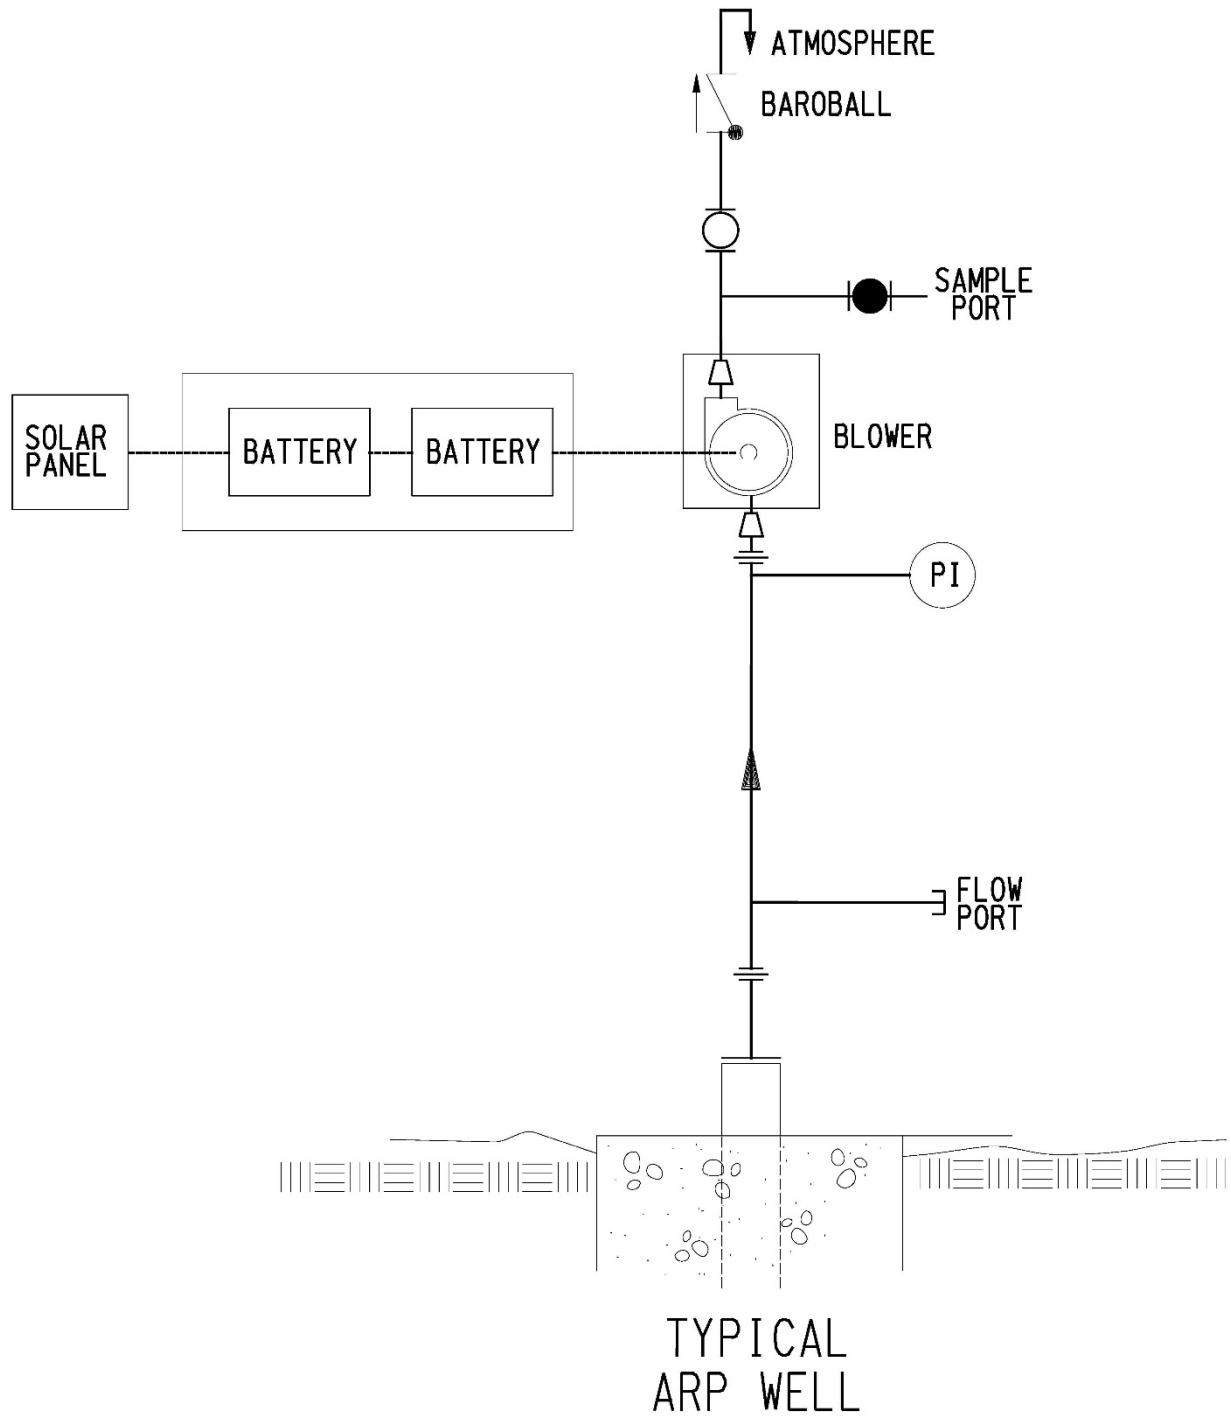 ATMOSPHERE
BAROBALL
SAMPLE
PORT
SOLAR
PANEL
BATTERY
BATTERY
BLOWER
PI
FLOW
PORT
TYPICAL
ARP WELL